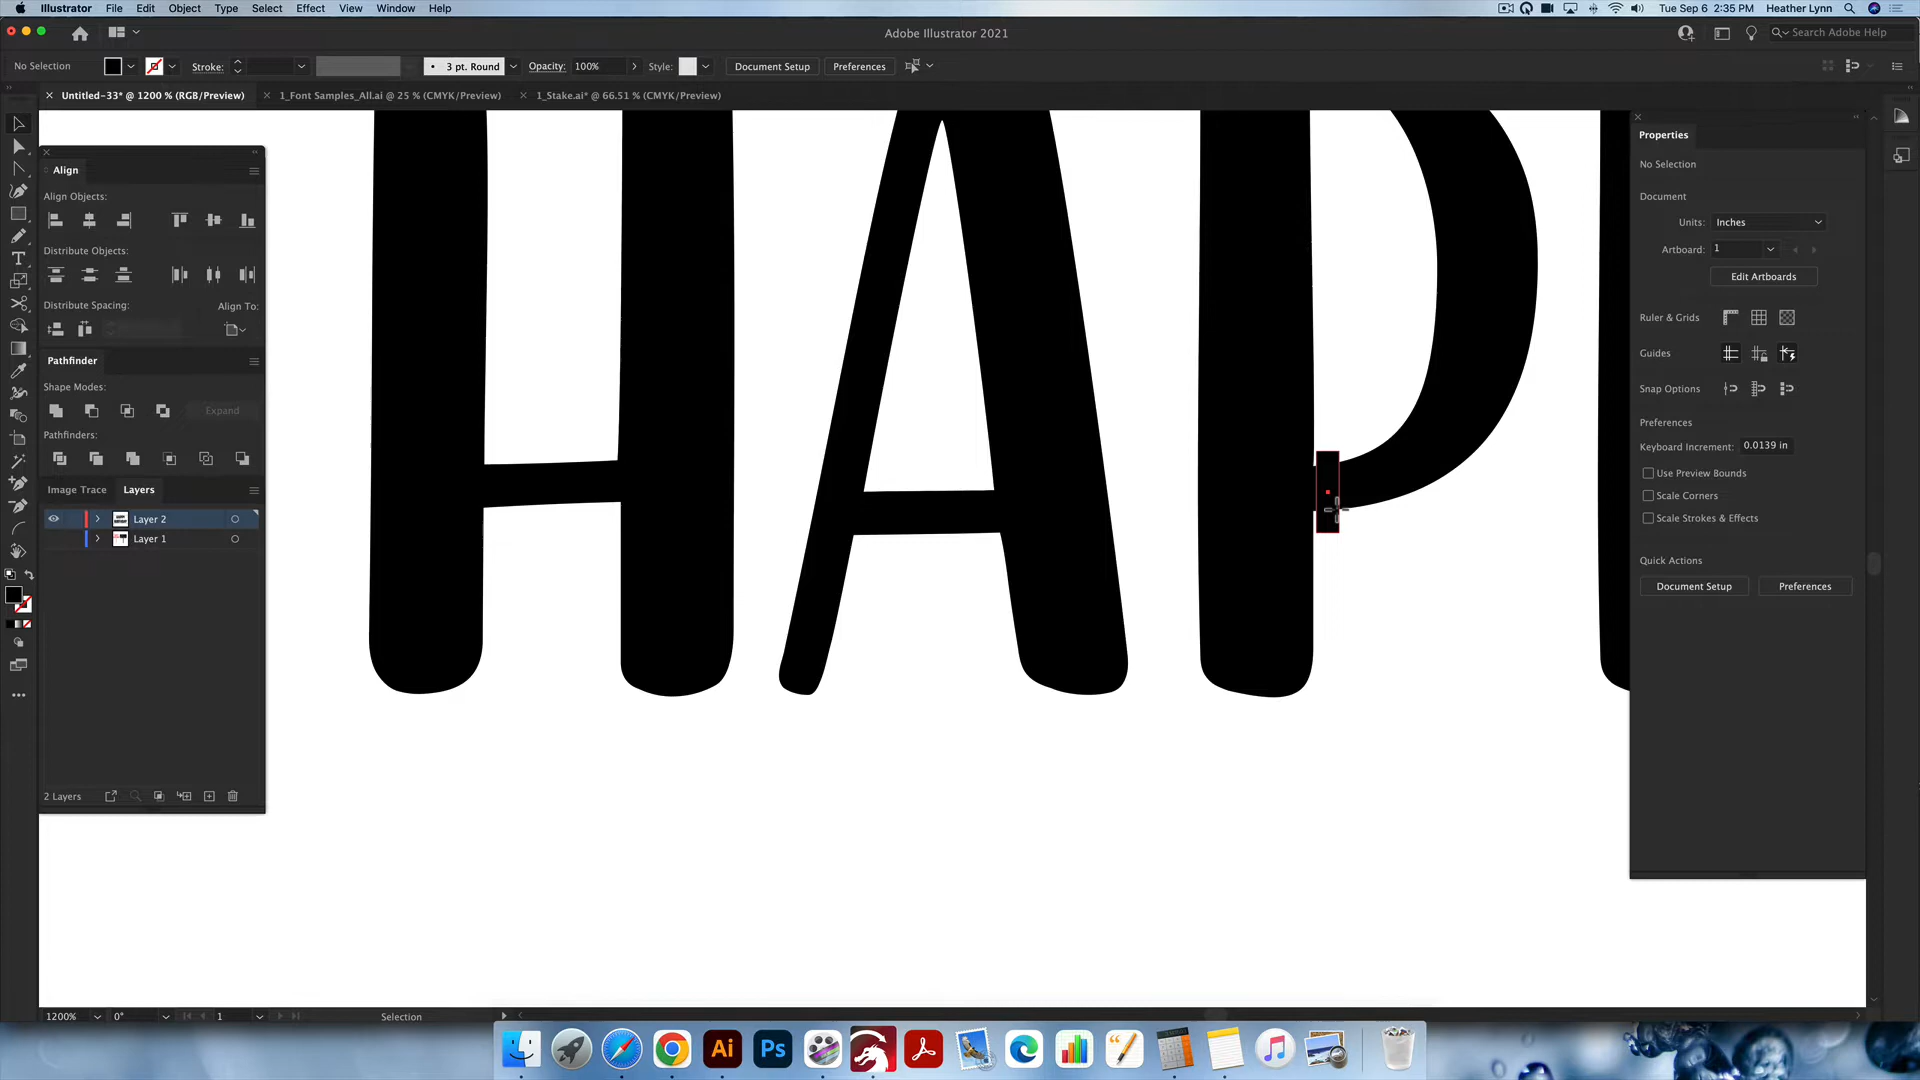 Illustrator File Edit Object Type Select Effect View Window Help
Tue Sep 6 2:35 PM Heather Lynn
Adobe Illustrator 2021
Search Adobe Help
No Selection
Stroke:
3 pt. Round
Opacity: 100%
Style:
Document Setup
Preferences
Untitled-33* @ 1200 % (RGB/Preview)
1_Font Samples_All.ai @ 25 % (CMYK/Preview)
1_Stake.ai* @ 66.51 % (CMYK/Preview)
Align
Align Objects:
Distribute Objects:
Distribute Spacing:
Align To:
Pathfinder
Shape Modes:
Expand
Pathfinders:
Image Trace
Layers
Layer 2
Layer 1
2 Layers
HAP
Properties
No Selection
Document
Units: Inches
Artboard: 1
Edit Artboards
Ruler & Grids
Guides
Snap Options
Preferences
Keyboard Increment: 0.0139 in
Use Preview Bounds
Scale Corners
Scale Strokes & Effects
Quick Actions
Document Setup
Preferences
1200%
0°
1
Selection
Ai
Ps